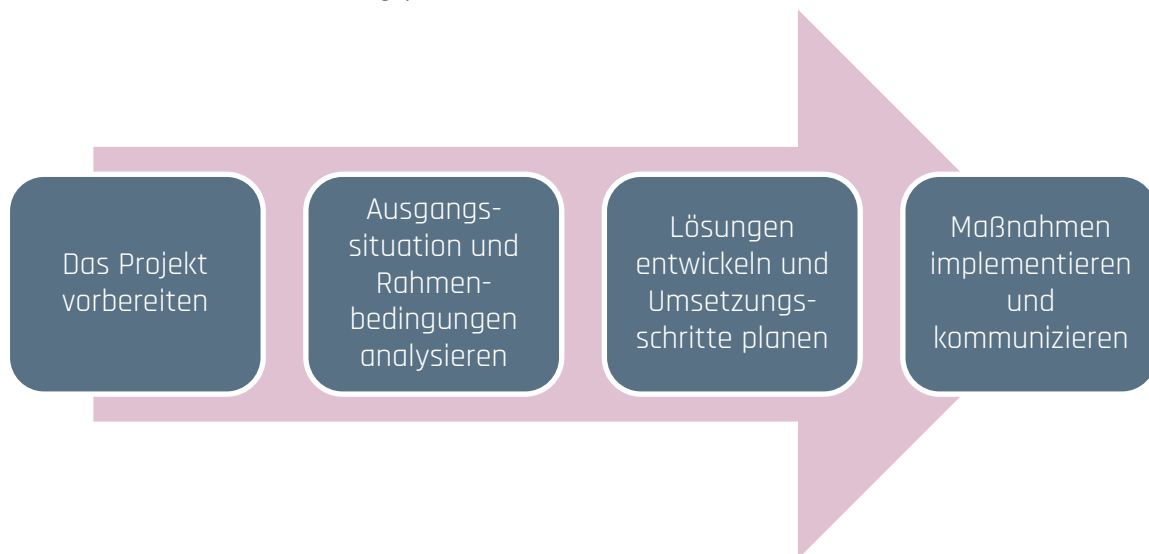 Das Projekt
vorbereiten
Ausgangs-
situation und
Rahmen-
bedingungen
analysieren
Lösungen
entwickeln und
Umsetzungs-
schritte planen
Maßnahmen
implementieren
und
kommunizieren